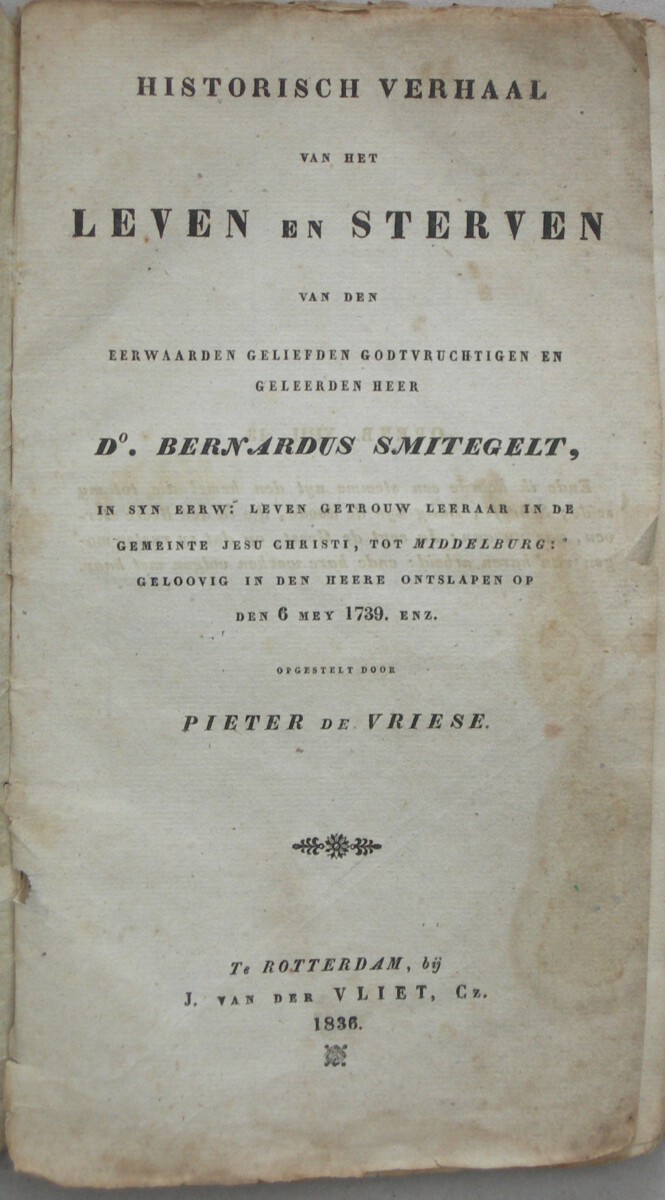 HISTORISCH VERHAAL
VAN HET
LEVEN EN STERVEN
VAN DEN
EERWAARDEN GELIEFDEN GODTVRUCHTIGEN EN
GELEERDEN HEER
Do. BERNARDUS SMITEGELT,
IN SYN EERW: LEVEN GETROUW LEERAAR IN DE
GEMEINTE JESU CHRISTI, TOT MIDDELBURG:
GELOOVIG IN DEN HEERE ONTSLAPEN OP
DEN 6 MEY 1739. ENZ.
OPGESTELT DOOR
PIETER DE VRIESE.
Te ROTTERDAM, bij
J. VAN DER VLIET, Cz.
1836.